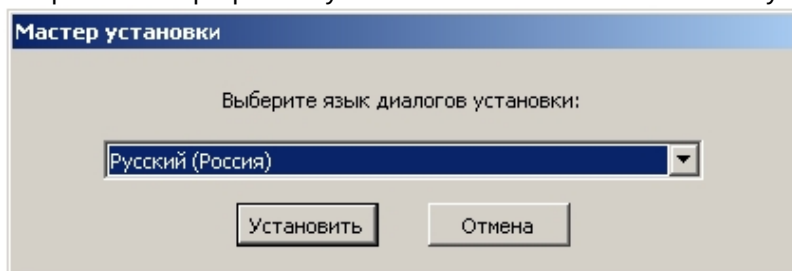 Мастер установки
Выберите язык диалогов установки:
Русский (Россия)
Установить
Отмена